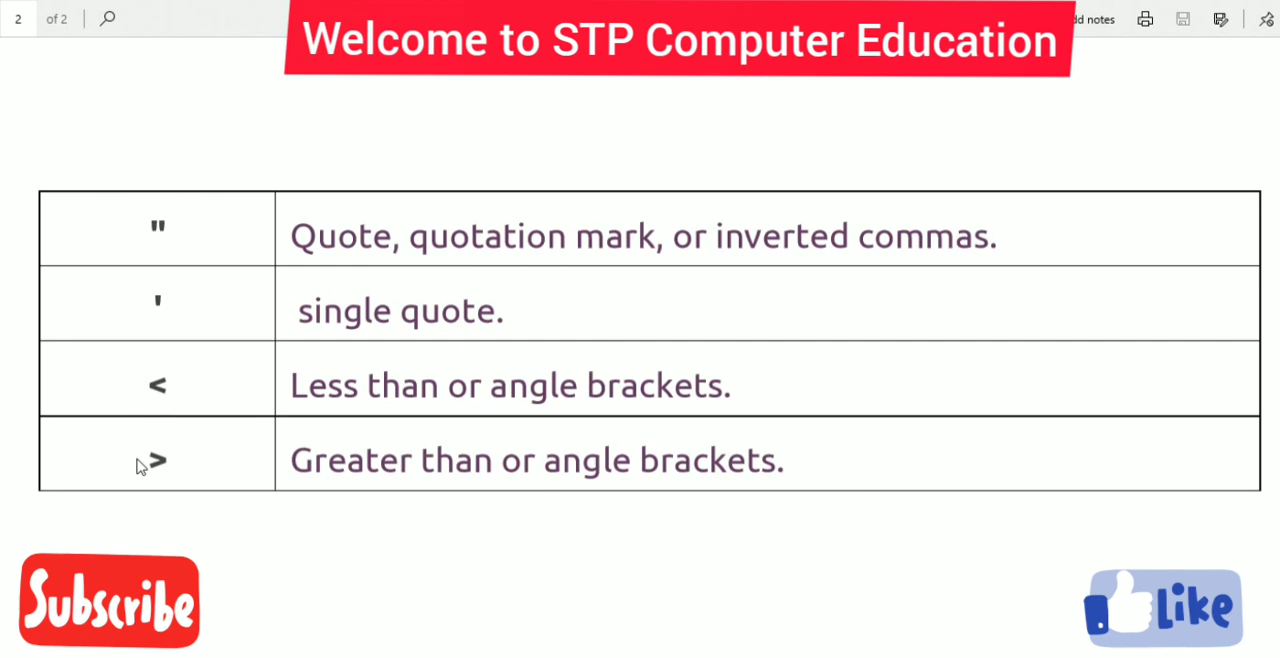 2 of 2
Welcome to STP Computer Education
dd notes
" Quote, quotation mark, or inverted commas.
' single quote.
< Less than or angle brackets.
> Greater than or angle brackets.
Subscribe
Like